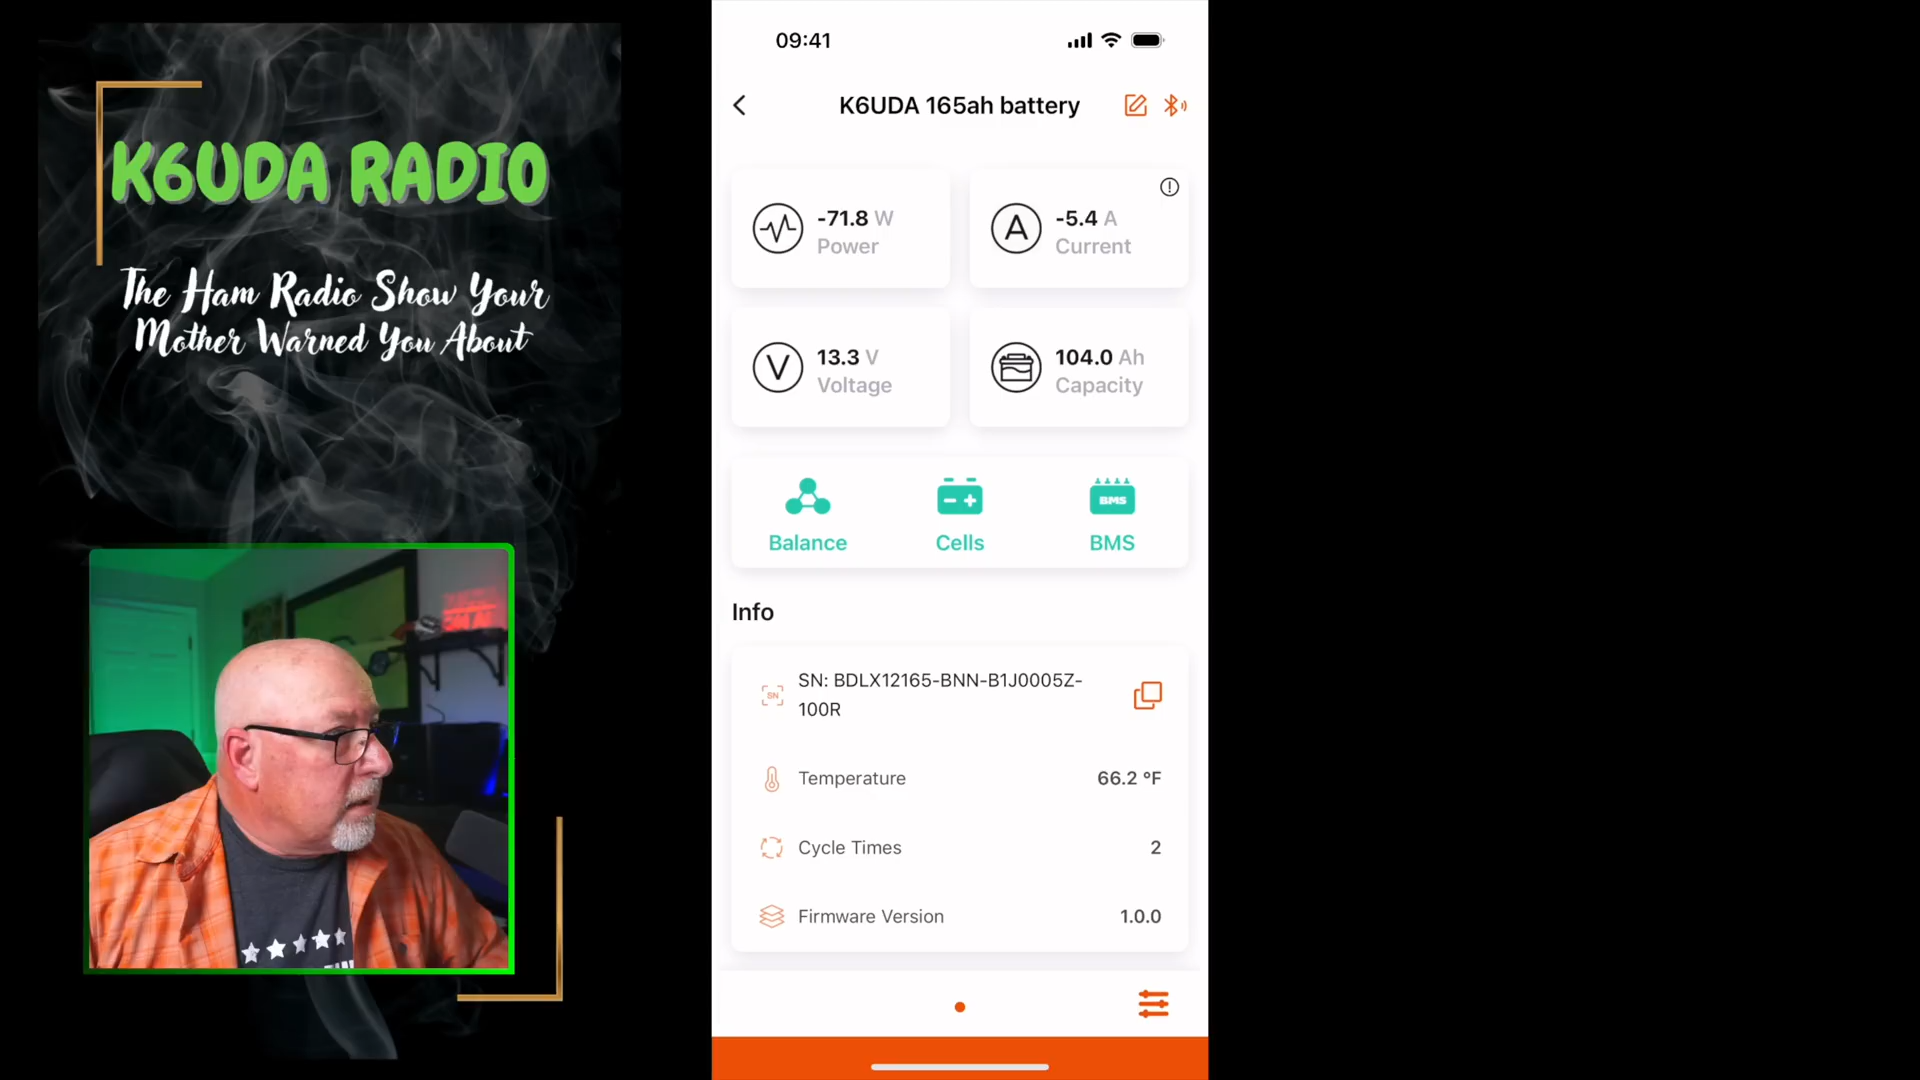 K6UDA RADIO
The Ham Radio Show Your
Mother Warned You About
09:41
K6UDA 165ah battery
-71.8 W
Power
A
-5.4 A
Current
V
13.3 V
Voltage
104.0 Ah
Capacity
Balance
Cells
BMS
BMS
Info
SN
SN: BDLX12165-BNN-B1J0005Z-
100R
Temperature
66.2 °F
Cycle Times
2
Firmware Version
1.0.0